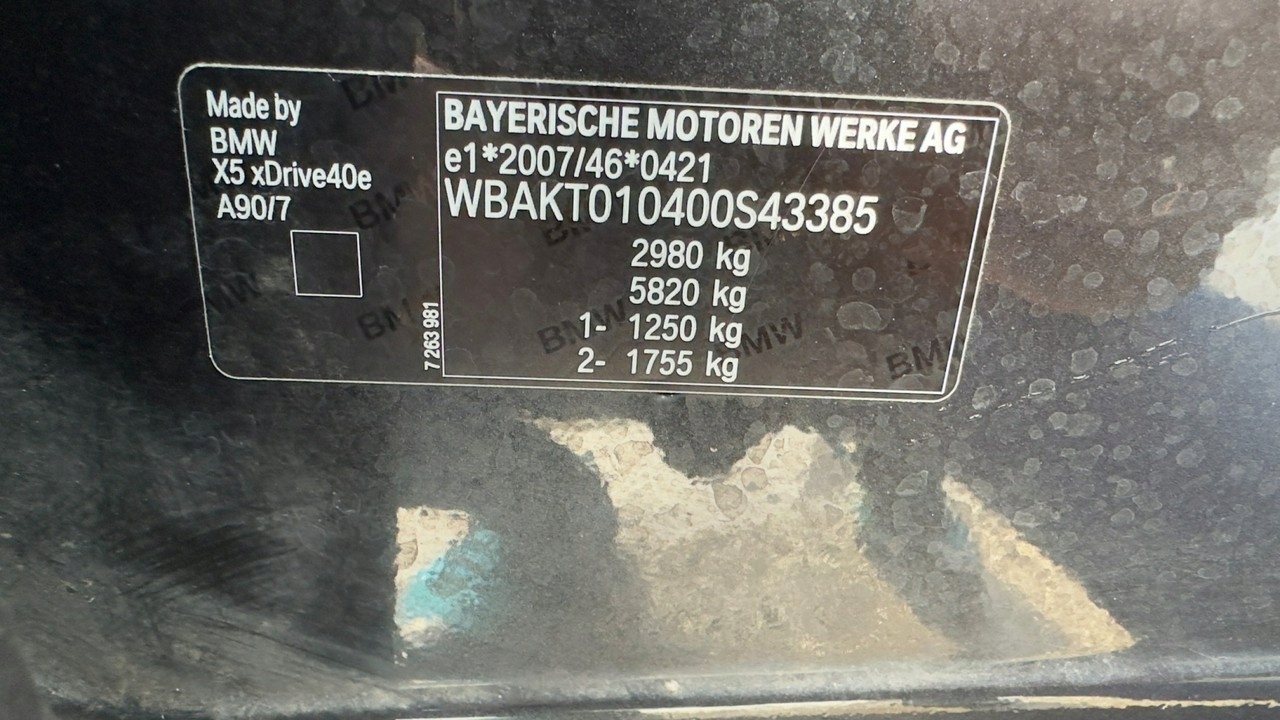 Made by
BMW
X5 xDrive40e
A90/7
7 263 981
BAYERISCHE MOTOREN WERKE AG
e1*2007/46*0421
WBAKT010400S43385
2980 kg
5820 kg
1- 1250 kg
2- 1755 kg